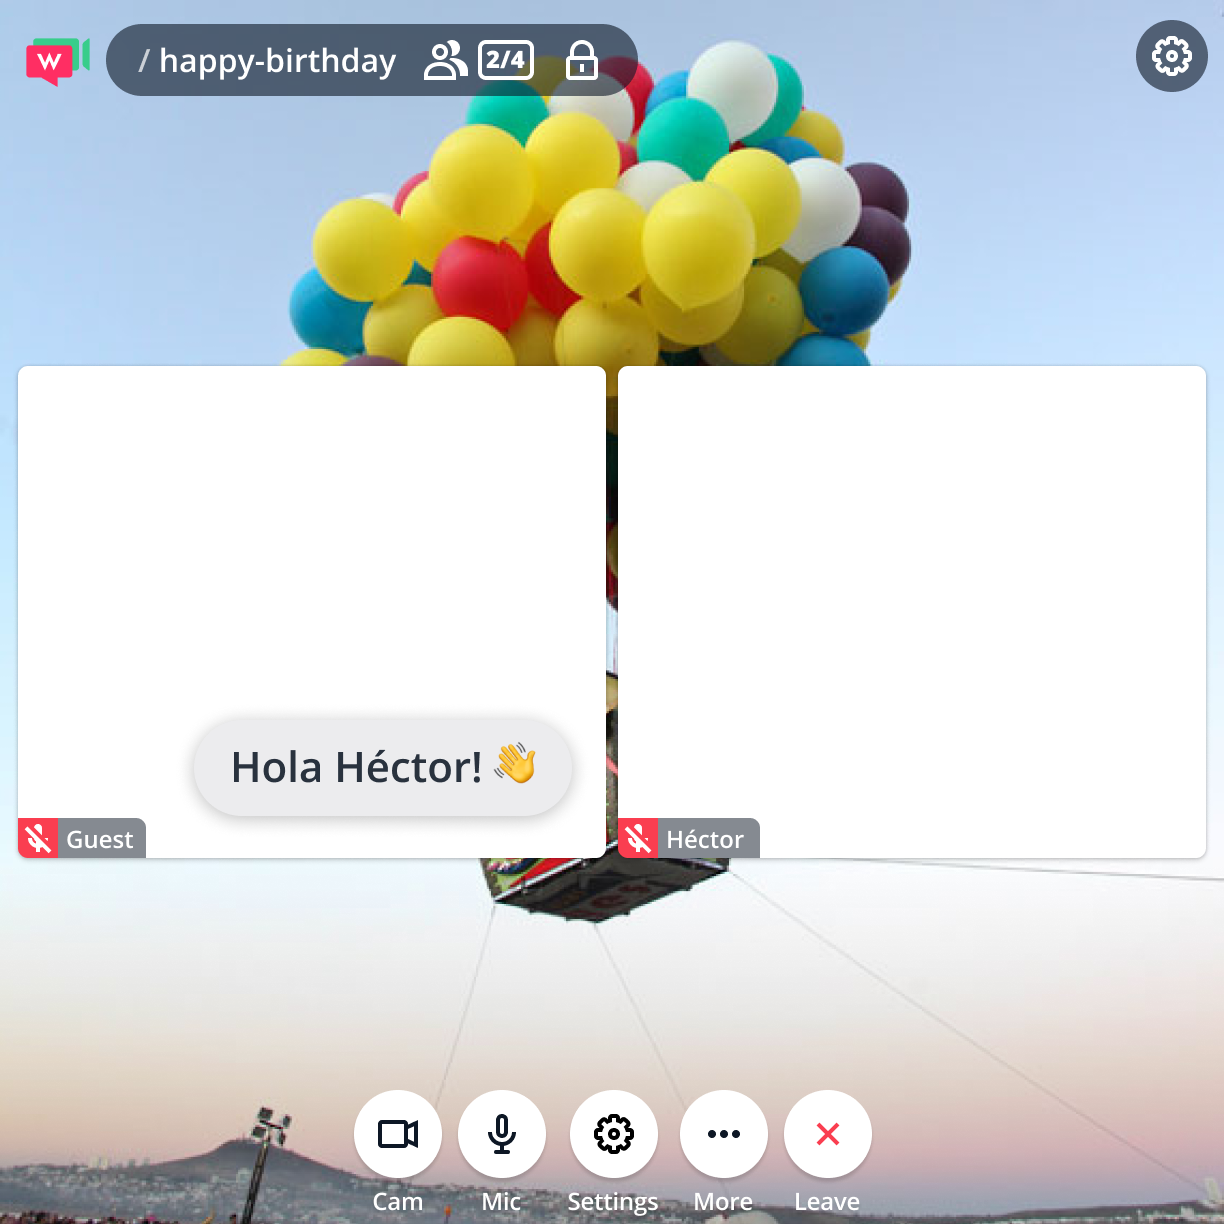 W
/ happy-birthday 2/4
Hola Héctor! 👋
Guest
Héctor
Cam Mic Settings More Leave